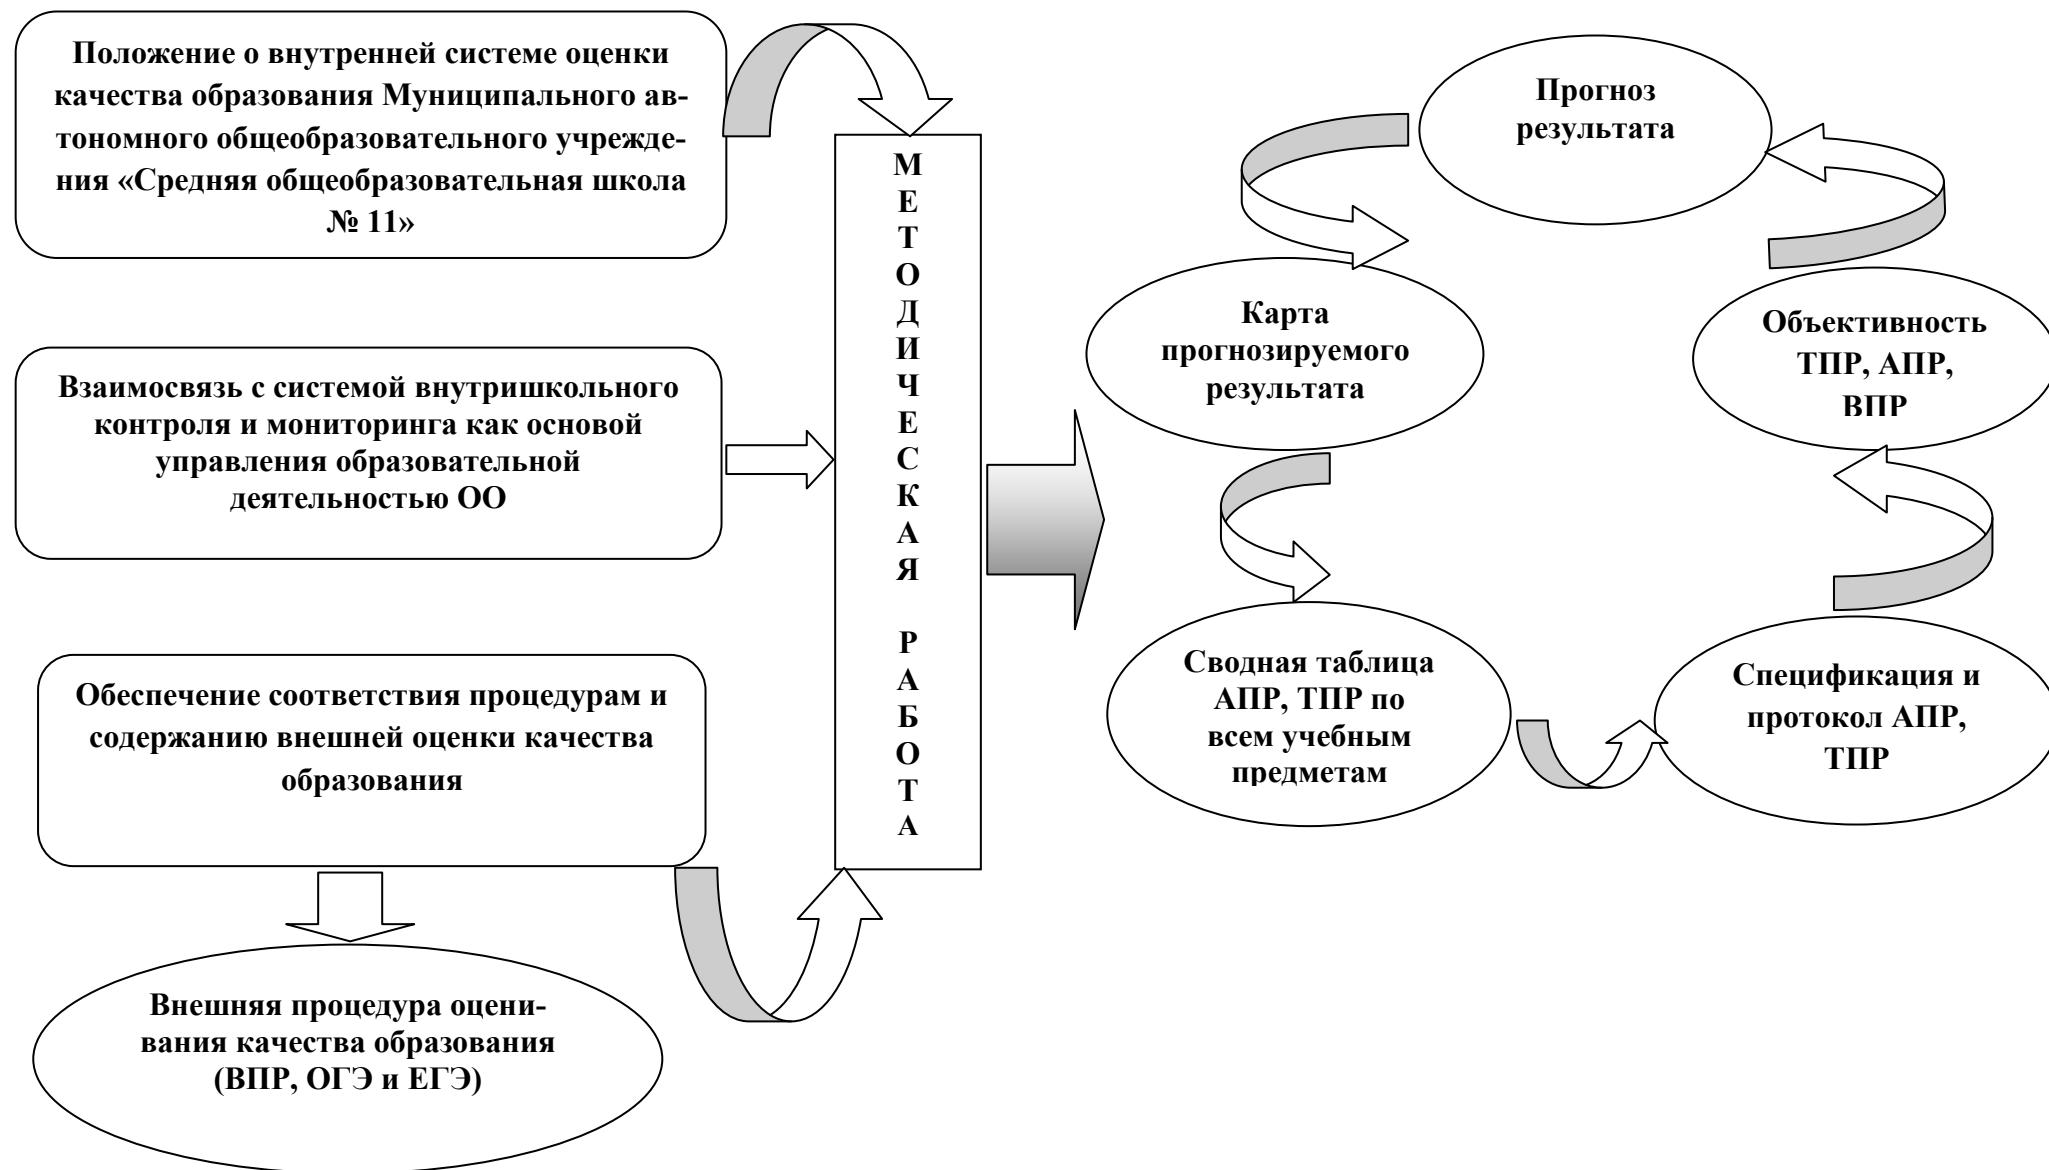 Положение о внутренней системе оценки
качества образования Муниципального ав-
тономного общеобразовательного учрежде-
ния «Средняя общеобразовательная школа
№ 11»
Взаимосвязь с системой внутришкольного
контроля и мониторинга как основой
управления образовательной
деятельностью ОО
Обеспечение соответствия процедурам и
содержанию внешней оценки качества
образования
Внешняя процедура оцени-
вания качества образования
(ВПР, ОГЭ и ЕГЭ)
М
Е
Т
О
Д
И
Ч
Е
С
К
А
Я
Р
А
Б
О
Т
А
Прогноз
результата
Карта
прогнозируемого
результата
Сводная таблица
АПР, ТПР по
всем учебным
предметам
Спецификация и
протокол АПР,
ТПР
Объективность
ТПР, АПР,
ВПР